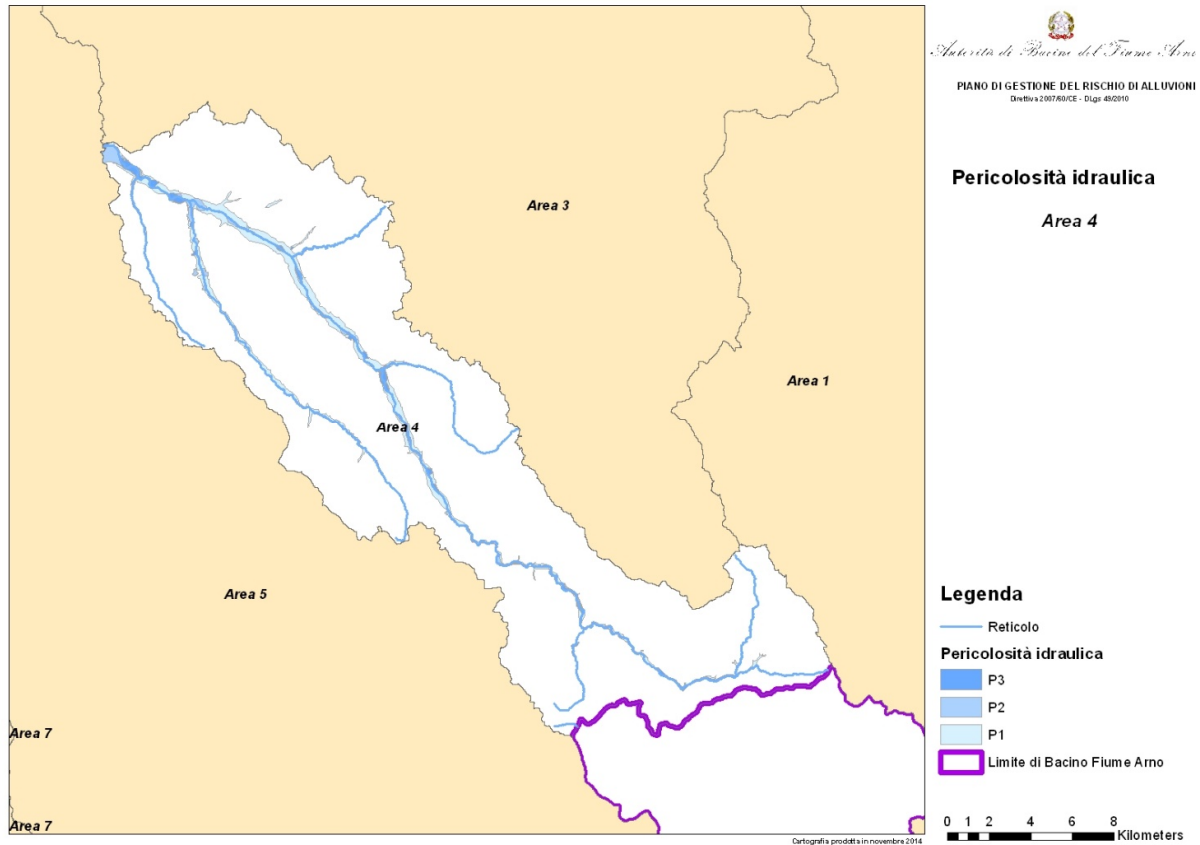 Autorità di Bacino del Fiume Arno
PIANO DI GESTIONE DEL RISCHIO DI ALLUVIONI
Direttiva 2007/60/CE - DLgs 49/2010
Pericolosità idraulica
Area 4
Area 3
Area 1
Area 4
Area 5
Area 7
Area 7
Legenda
Reticolo
Pericolosità idraulica
P3
P2
P1
Limite di Bacino Fiume Arno
0 1 2 4 6 8
Kilometers
Cartografia prodotta in novembre 2014